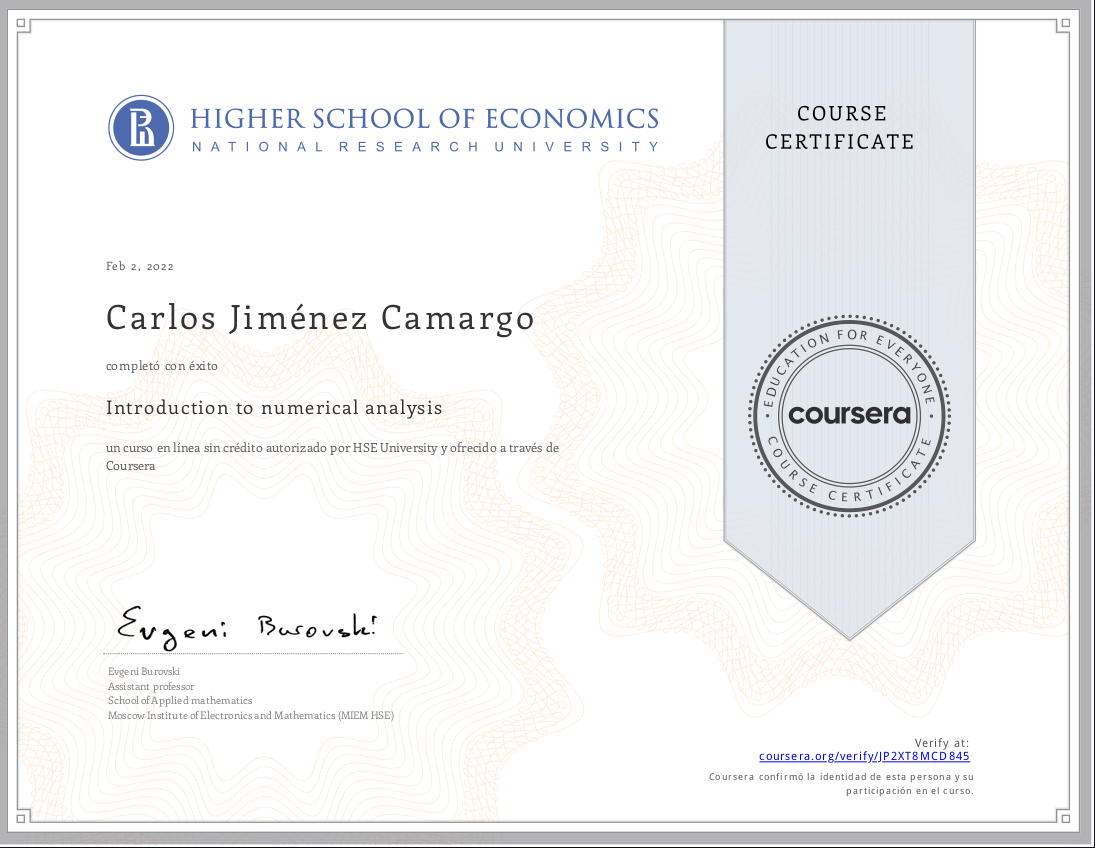 HIGHER SCHOOL OF ECONOMICS
NATIONAL RESEARCH UNIVERSITY
COURSE
CERTIFICATE
Feb 2, 2022
Carlos Jiménez Camargo
completó con éxito
Introduction to numerical analysis
un curso en línea sin crédito autorizado por HSE University y ofrecido a través de
Coursera
EDUCATION FOR EVERYONE
coursera
COURSE CERTIFICATE
Evgeni Burovski
Evgeni Burovski
Assistant professor
School of Applied mathematics
Moscow Institute of Electronics and Mathematics (MIEM HSE)
Verify at:
coursera.org/verify/JP2XT8MCD845
Coursera confirmó la identidad de esta persona y su
participación en el curso.